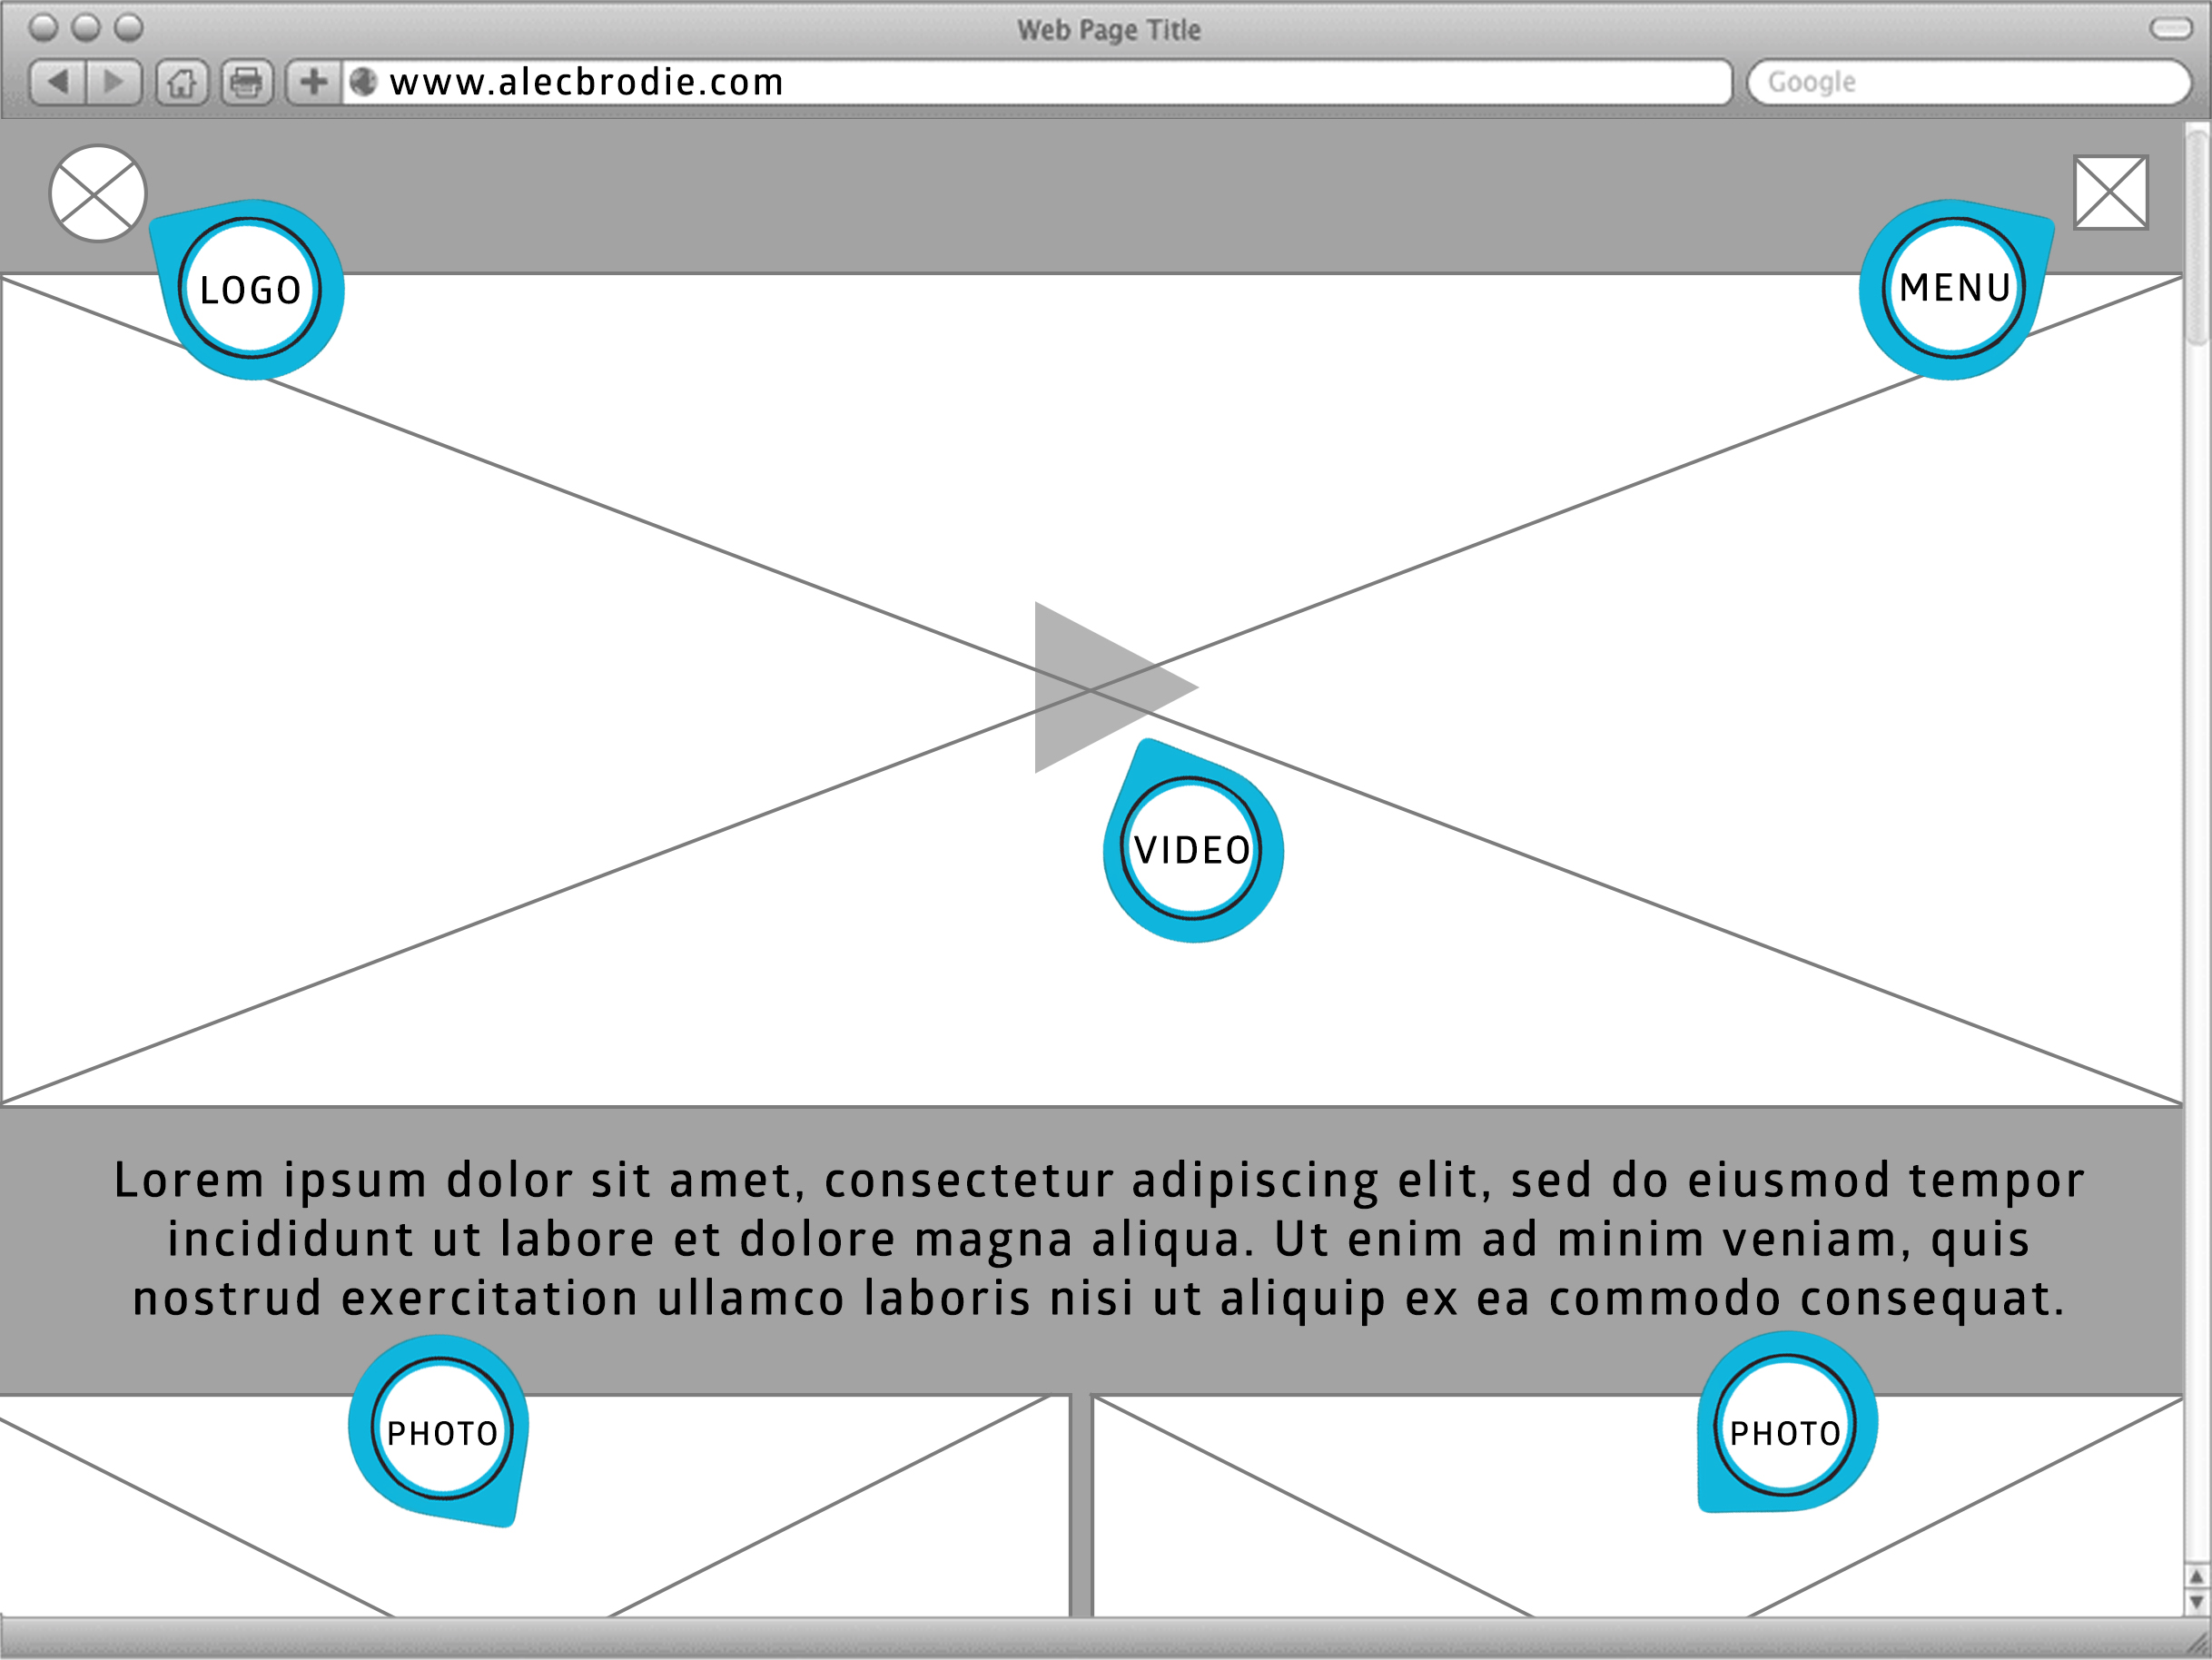 Web Page Title
www.alecbrodie.com
Google
LOGO
MENU
VIDEO
Lorem ipsum dolor sit amet, consectetur adipiscing elit, sed do eiusmod tempor
incididunt ut labore et dolore magna aliqua. Ut enim ad minim veniam, quis
nostrud exercitation ullamco laboris nisi ut aliquip ex ea commodo consequat.
PHOTO
PHOTO